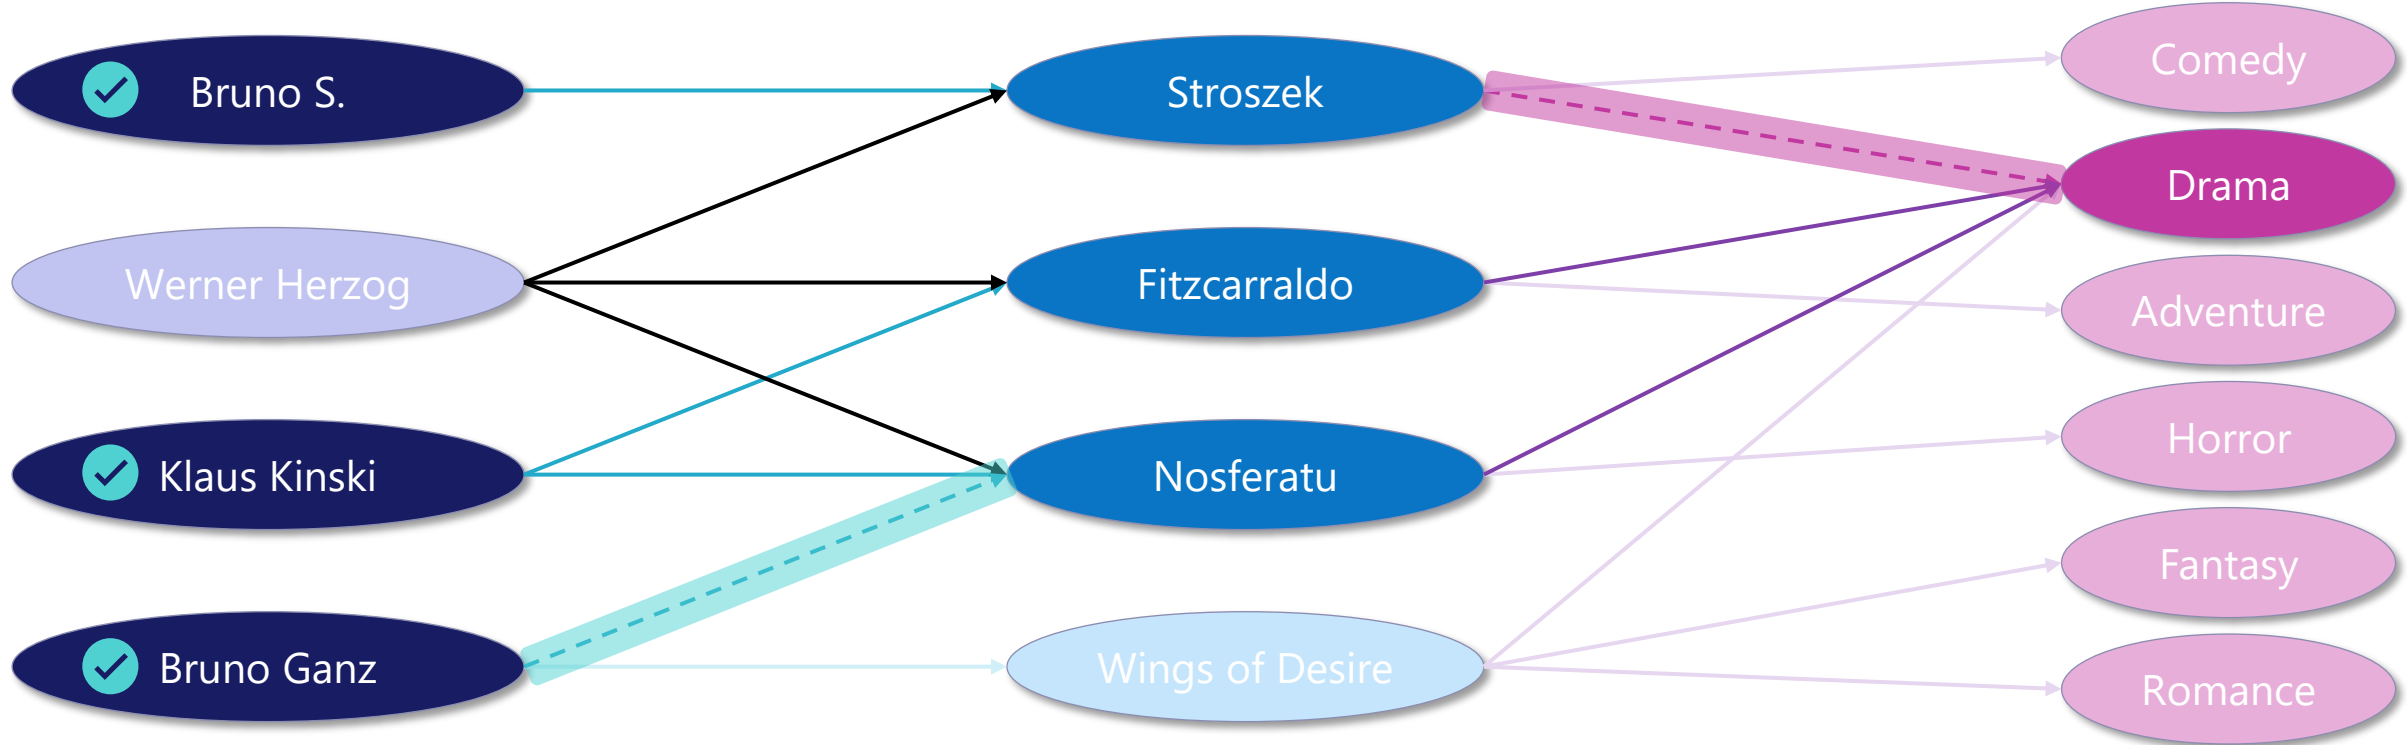 Bruno S.
Werner Herzog
Klaus Kinski
Bruno Ganz
Stroszek
Fitzcarraldo
Nosferatu
Wings of Desire
Comedy
Drama
Adventure
Horror
Fantasy
Romance